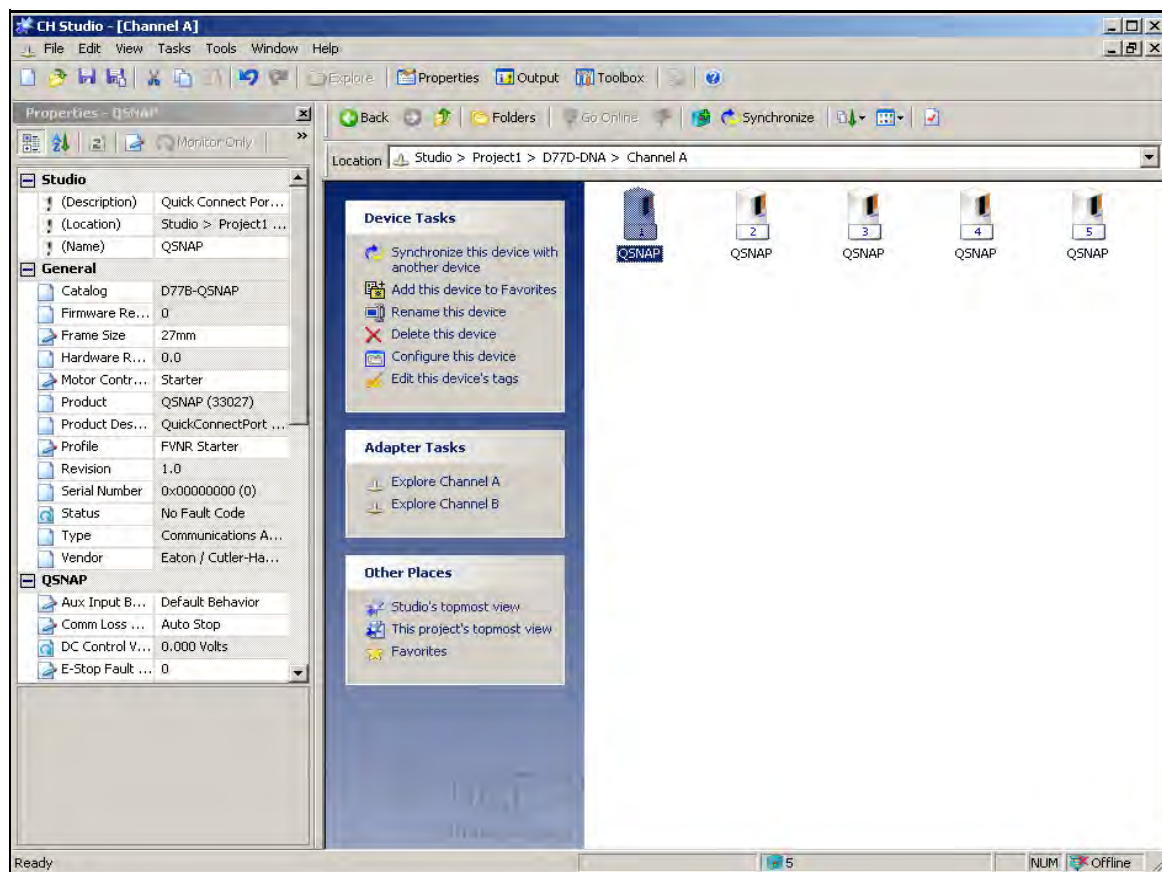 CH Studio - [Channel A]
File Edit View Tasks Tools Window Help
Explore Properties Output Toolbox
Properties - QSNAP
Monitor Only
Back Folders Go Online Synchronize
Location Studio > Project1 > D77D-DNA > Channel A
Studio
(Description) Quick Connect Por...
(Location) Studio > Project1 ...
(Name) QSNAP
General
Catalog D77B-QSNAP
Firmware Re... 0
Frame Size 27mm
Hardware R... 0.0
Motor Contr... Starter
Product QSNAP (33027)
Product Des... QuickConnectPort ...
Profile FVNR Starter
Revision 1.0
Serial Number 0x00000000 (0)
Status No Fault Code
Type Communications A...
Vendor Eaton / Cutler-Ha...
QSNAP
Aux Input B... Default Behavior
Comm Loss ... Auto Stop
DC Control V... 0.000 Volts
E-Stop Fault ... 0
Device Tasks
Synchronize this device with
another device
Add this device to Favorites
Rename this device
Delete this device
Configure this device
Edit this device's tags
Adapter Tasks
Explore Channel A
Explore Channel B
Other Places
Studio's topmost view
This project's topmost view
Favorites
1 2 3 4 5
QSNAP QSNAP QSNAP QSNAP QSNAP
Ready 5 NUM Offline